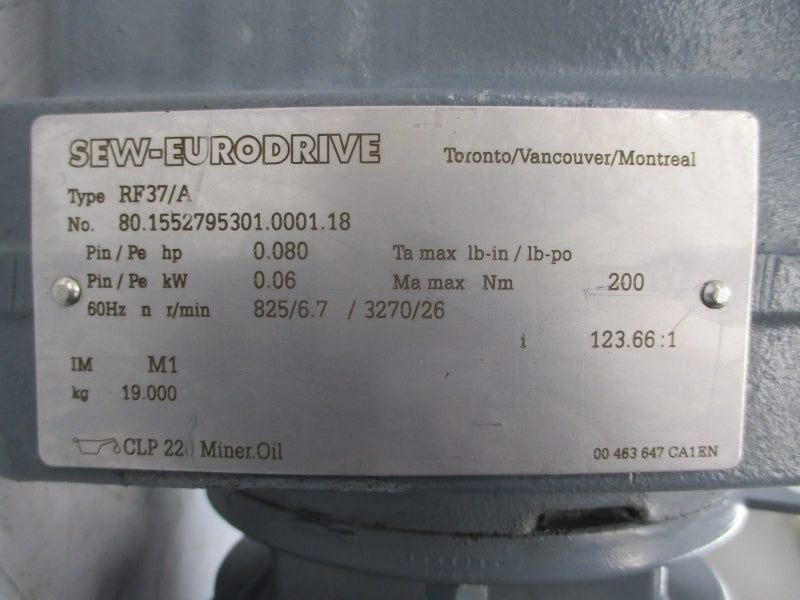 SEW-EURODRIVE Toronto/Vancouver/Montreal
Type RF37/A
No. 80.1552795301.0001.18
Pin / Pe hp 0.080 Ta max lb-in / lb-po
Pin / Pe kW 0.06 Ma max Nm 200
60Hz n r/min 825/6.7 / 3270/26
i 123.66 :1
IM M1
kg 19.000
CLP 220 Miner.Oil 00 463 647 CA1EN